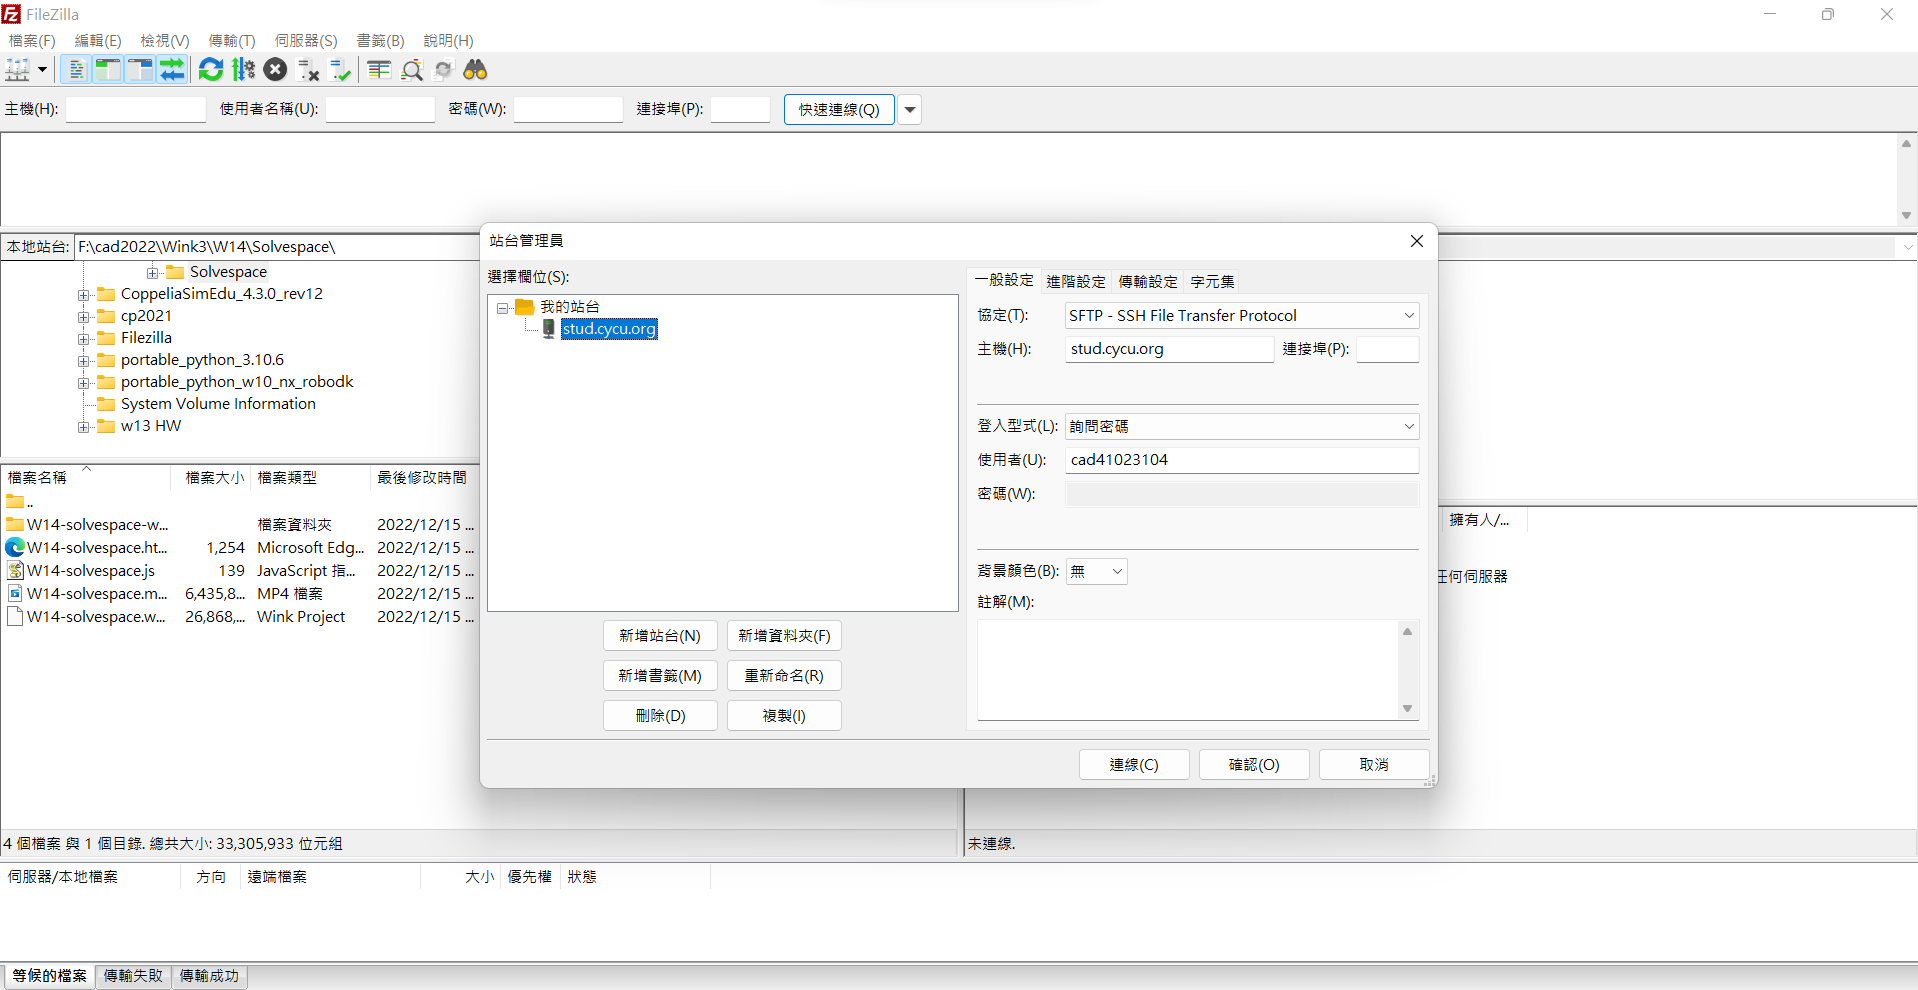 FileZilla
檔案(F) 編輯(E) 檢視(V) 傳輸(T) 伺服器(S) 書籤(B) 說明(H)
主機(H): 使用者名稱(U): 密碼(W): 連接埠(P): 快速連線(Q)
本地站台: F:\cad2022\Wink3\W14\Solvespace\
Solvespace
CoppeliaSimEdu_4.3.0_rev12
cp2021
Filezilla
portable_python_3.10.6
portable_python_w10_nx_robodk
System Volume Information
w13 HW
檔案名稱 檔案大小 檔案類型 最後修改時間
..
W14-solvespace-w... 檔案資料夾 2022/12/15 ...
W14-solvespace.ht... 1,254 Microsoft Edg... 2022/12/15 ...
W14-solvespace.js 139 JavaScript 指... 2022/12/15 ...
W14-solvespace.m... 6,435,8... MP4 檔案 2022/12/15 ...
W14-solvespace.w... 26,868,... Wink Project 2022/12/15 ...
4 個檔案 與 1 個目錄. 總共大小: 33,305,933 位元組
站台管理員
選擇欄位(S):
我的站台
stud.cycu.org
新增站台(N) 新增資料夾(F)
新增書籤(M) 重新命名(R)
刪除(D) 複製(I)
一般設定 進階設定 傳輸設定 字元集
協定(T): SFTP - SSH File Transfer Protocol
主機(H): stud.cycu.org 連接埠(P):
登入型式(L): 詢問密碼
使用者(U): cad41023104
密碼(W):
背景顏色(B): 無
註解(M):
連線(C) 確認(O) 取消
擁有人/...
任何伺服器
未連線.
伺服器/本地檔案 方向 遠端檔案 大小 優先權 狀態
等候的檔案 傳輸失敗 傳輸成功